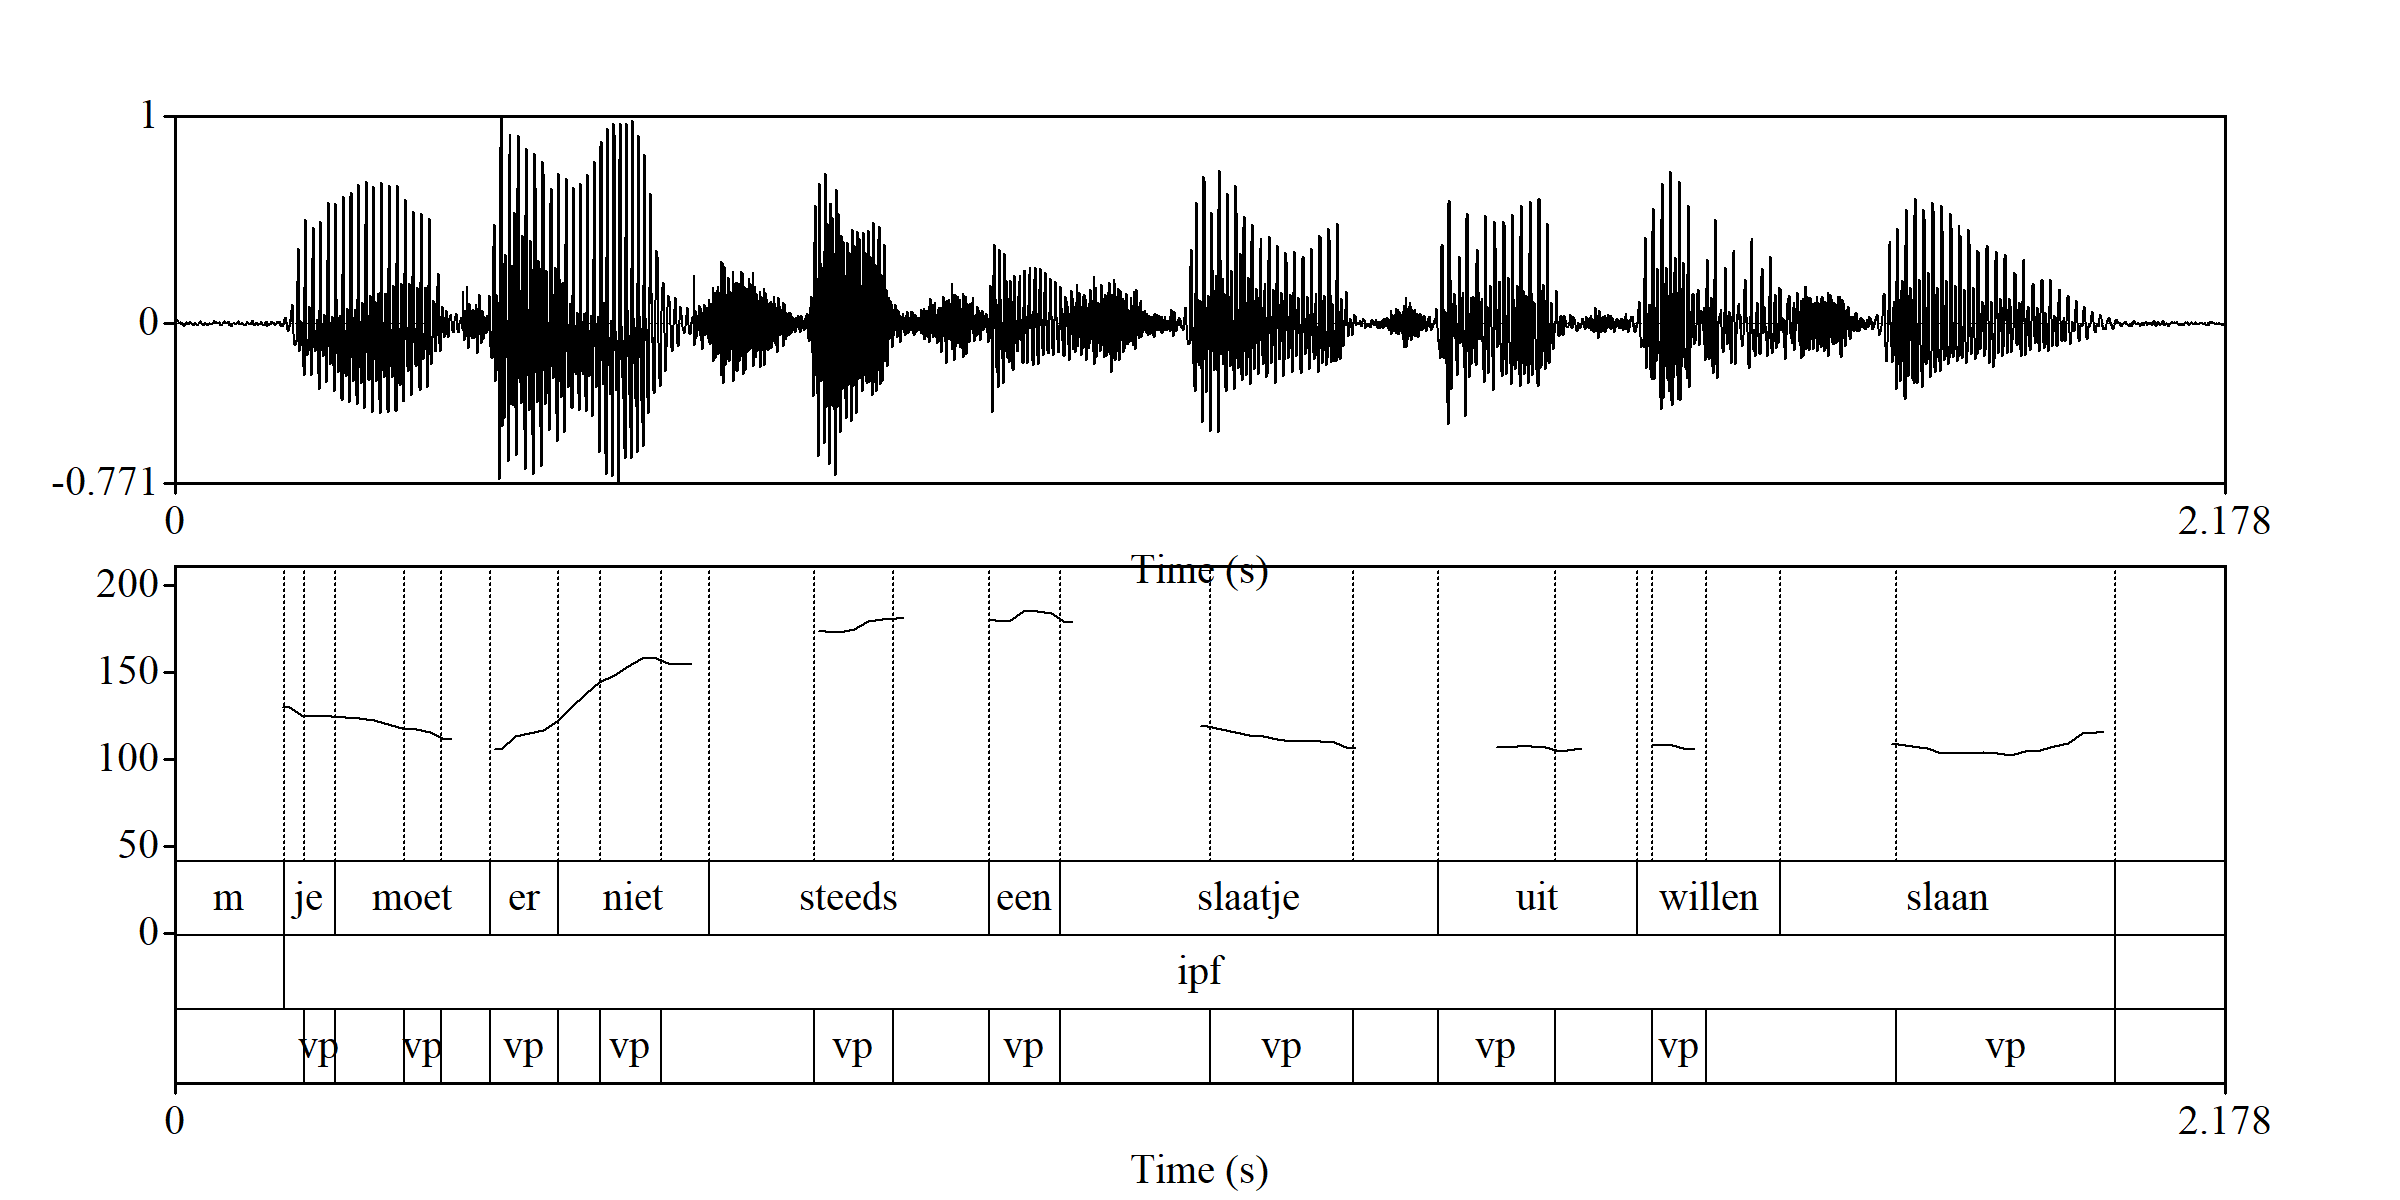 1
0
-0.771
0 2.178
Time (s)
200
150
100
50
0
m je moet er niet steeds een slaatje uit willen slaan
ipf
vp vp vp vp vp vp vp vp vp vp
0 2.178
Time (s)